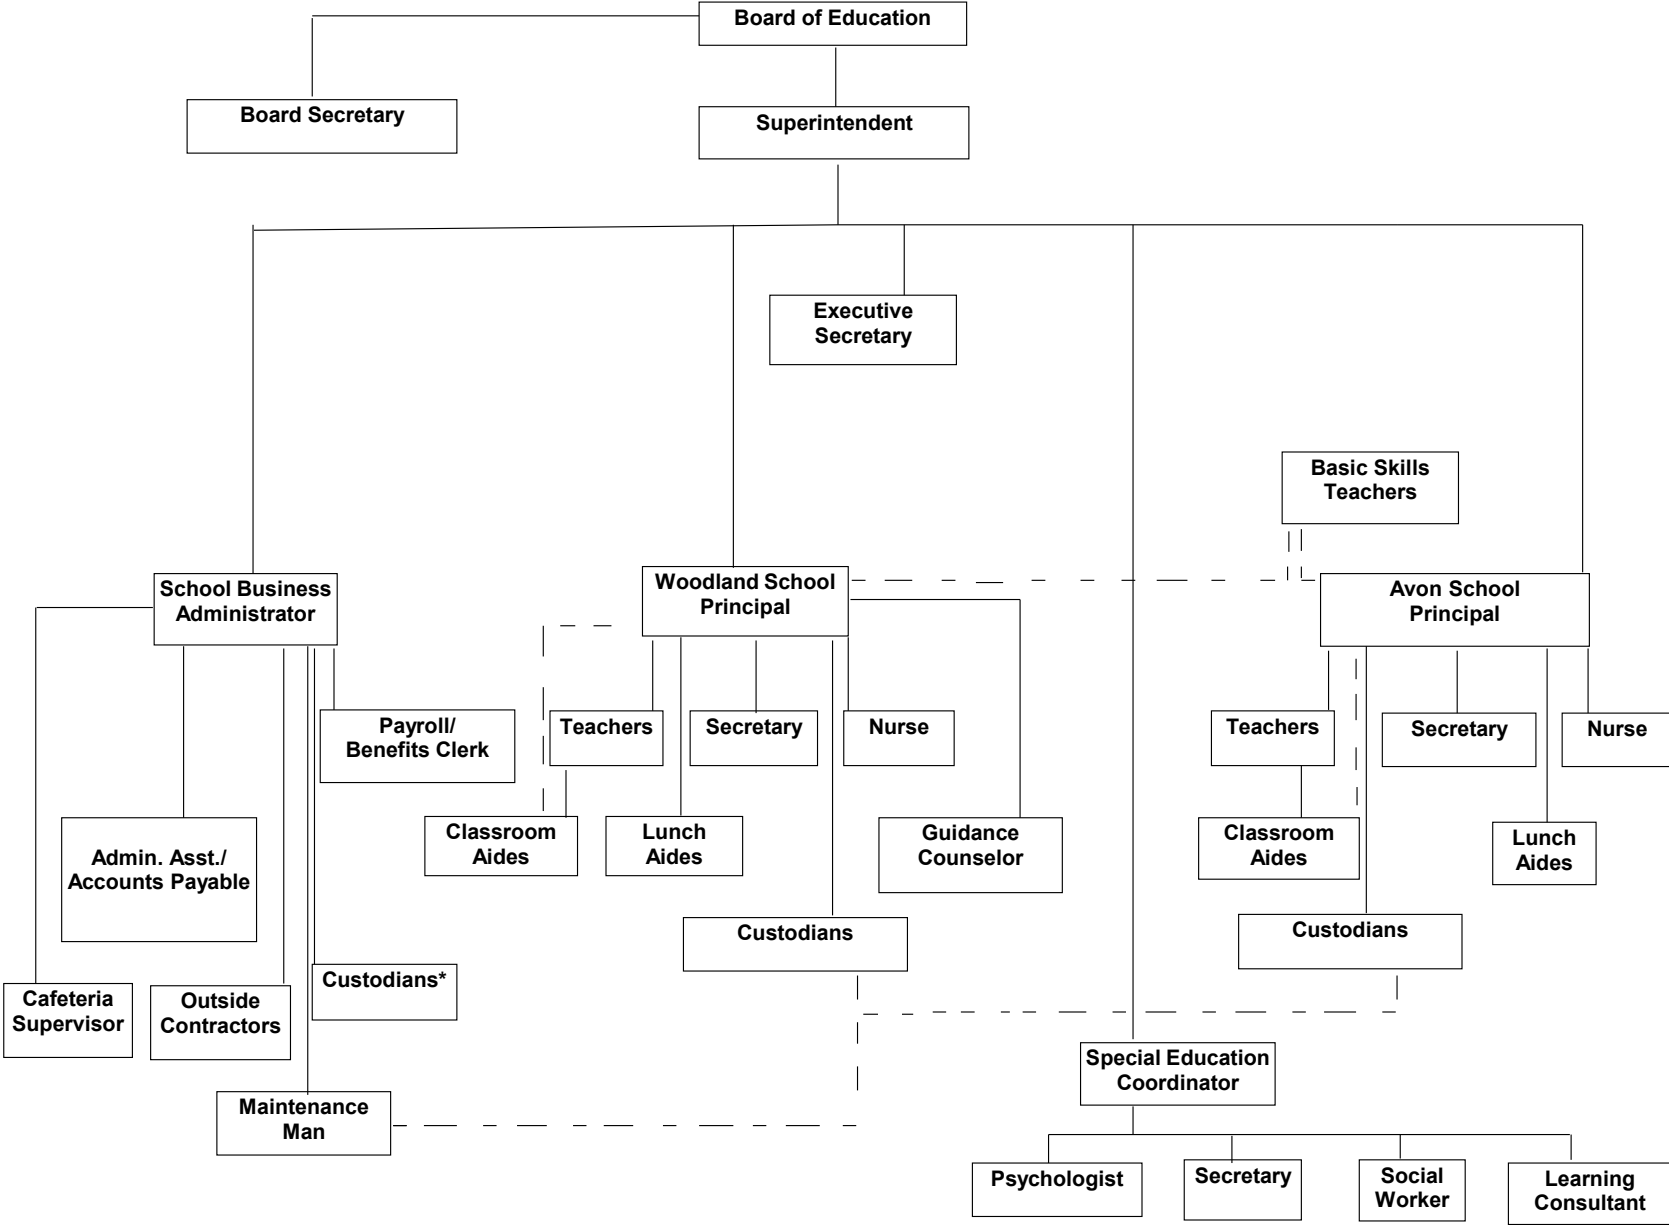 Board of Education
Board Secretary
Superintendent
Executive
Secretary
Basic Skills
Teachers
School Business
Administrator
Woodland School
Principal
Avon School
Principal
Payroll/
Benefits Clerk
Teachers
Secretary
Nurse
Teachers
Secretary
Nurse
Admin. Asst./
Accounts Payable
Classroom
Aides
Lunch
Aides
Guidance
Counselor
Classroom
Aides
Lunch
Aides
Custodians
Custodians
Cafeteria
Supervisor
Outside
Contractors
Custodians*
Special Education
Coordinator
Maintenance
Man
Psychologist
Secretary
Social
Worker
Learning
Consultant